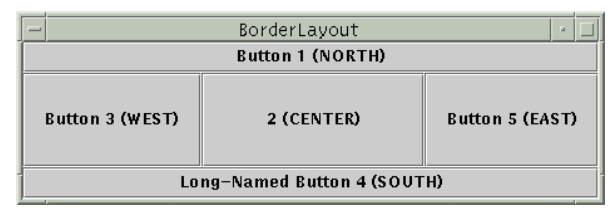 BorderLayout
Button 1 (NORTH)
Button 3 (WEST) 2 (CENTER) Button 5 (EAST)
Long-Named Button 4 (SOUTH)